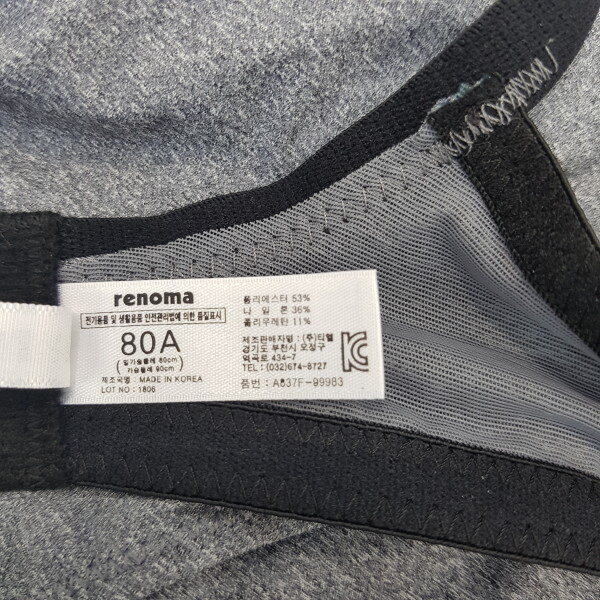 renoma
전기용품 및 생활용품 안전관리법에 의한 품질표시
80A
(밑가슴둘레 80cm)
(가슴둘레 90cm)
제조국명 : MADE IN KOREA
LOT NO : 1806
폴리에스터 53%
나 일 론 36%
폴리우레탄 11%
제조판매자명 : (주)티엘
경기도 부천시 오정구
역곡로 434-7
TEL : (032)674-8727
품번 : A837F-99983